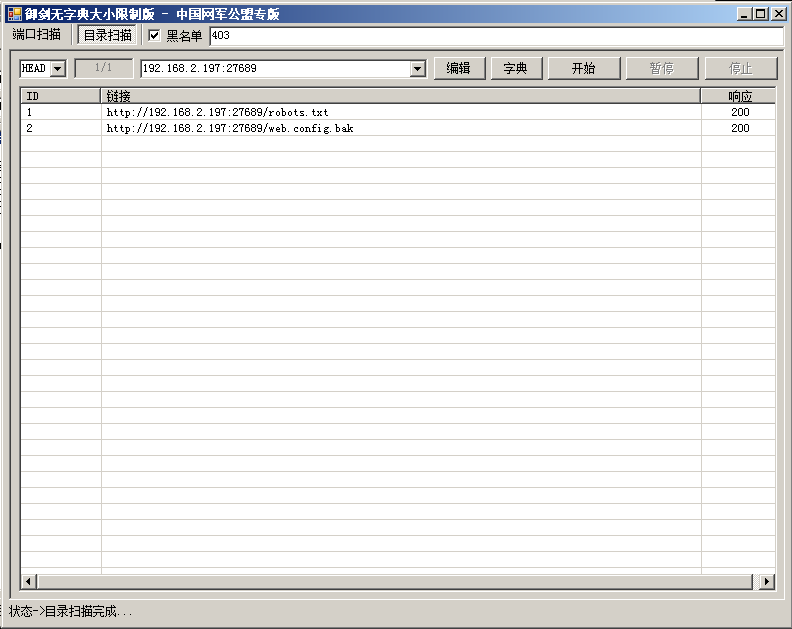 御剑无字典大小限制版 - 中国网军公盟专版
端口扫描 目录扫描 黑名单 403
HEAD 1/1 192.168.2.197:27689 编辑 字典 开始 暂停 停止
ID 链接 响应
1 http://192.168.2.197:27689/robots.txt 200
2 http://192.168.2.197:27689/web.config.bak 200
状态->目录扫描完成...